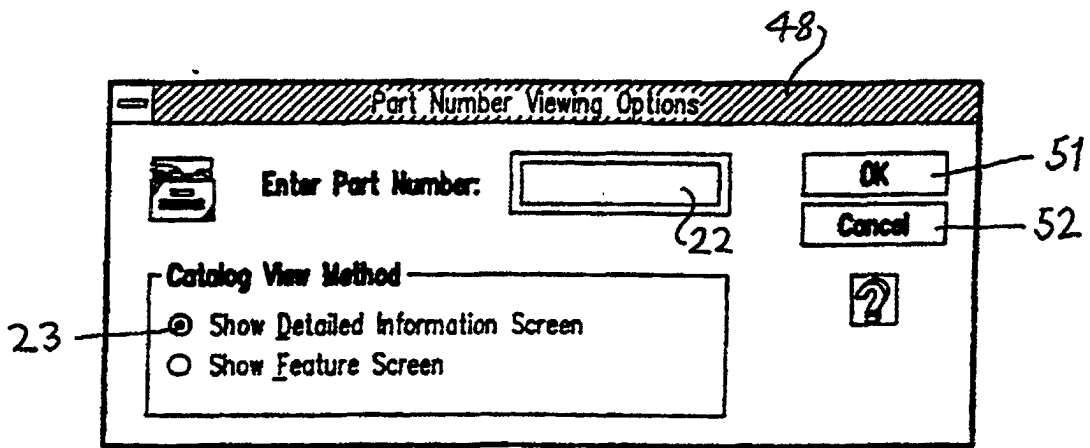 48
Part Number Viewing Options
Enter Part Number:
22
OK
51
Cancel
52
Catalog View Method
23
Show Detailed Information Screen
Show Feature Screen
?